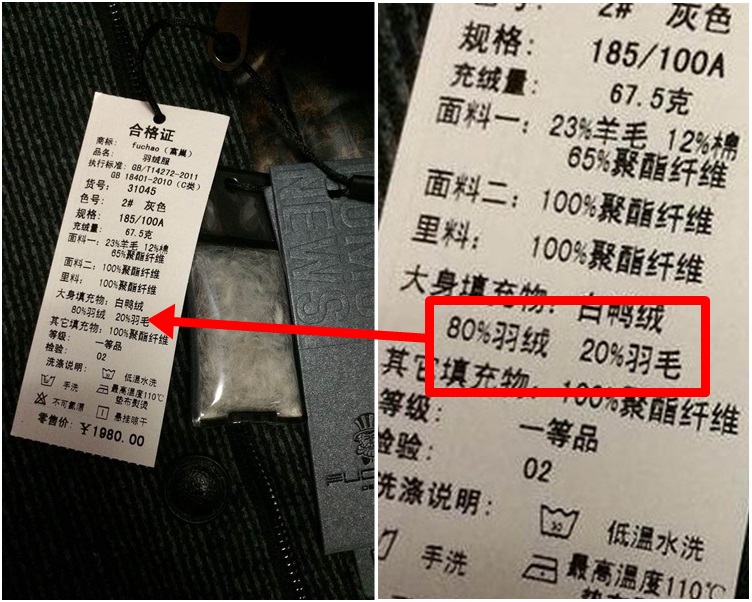 合格证
商标: fuchao（富巢）
品名: 羽绒服
执行标准: GB/T14272-2011
GB 18401-2010（C类）
货号: 31045
色号: 2# 灰色
规格: 185/100A
充绒量: 67.5克
面料一: 23%羊毛 12%棉
65%聚酯纤维
面料二: 100%聚酯纤维
里料: 100%聚酯纤维
大身填充物: 白鸭绒
80%羽绒 20%羽毛
其它填充物: 100%聚酯纤维
等级: 一等品
检验: 02
洗涤说明: 低温水洗
手洗 最高温度110℃
垫布熨烫
不可氯漂 悬挂晾干
零售价: ¥1980.00
NEWS
色号: 2# 灰色
规格: 185/100A
充绒量: 67.5克
面料一: 23%羊毛 12%棉
65%聚酯纤维
面料二: 100%聚酯纤维
里料: 100%聚酯纤维
大身填充物: 白鸭绒
80%羽绒 20%羽毛
其它填充物: 100%聚酯纤维
等级: 一等品
检验: 02
洗涤说明: 30 低温水洗
手洗 最高温度110